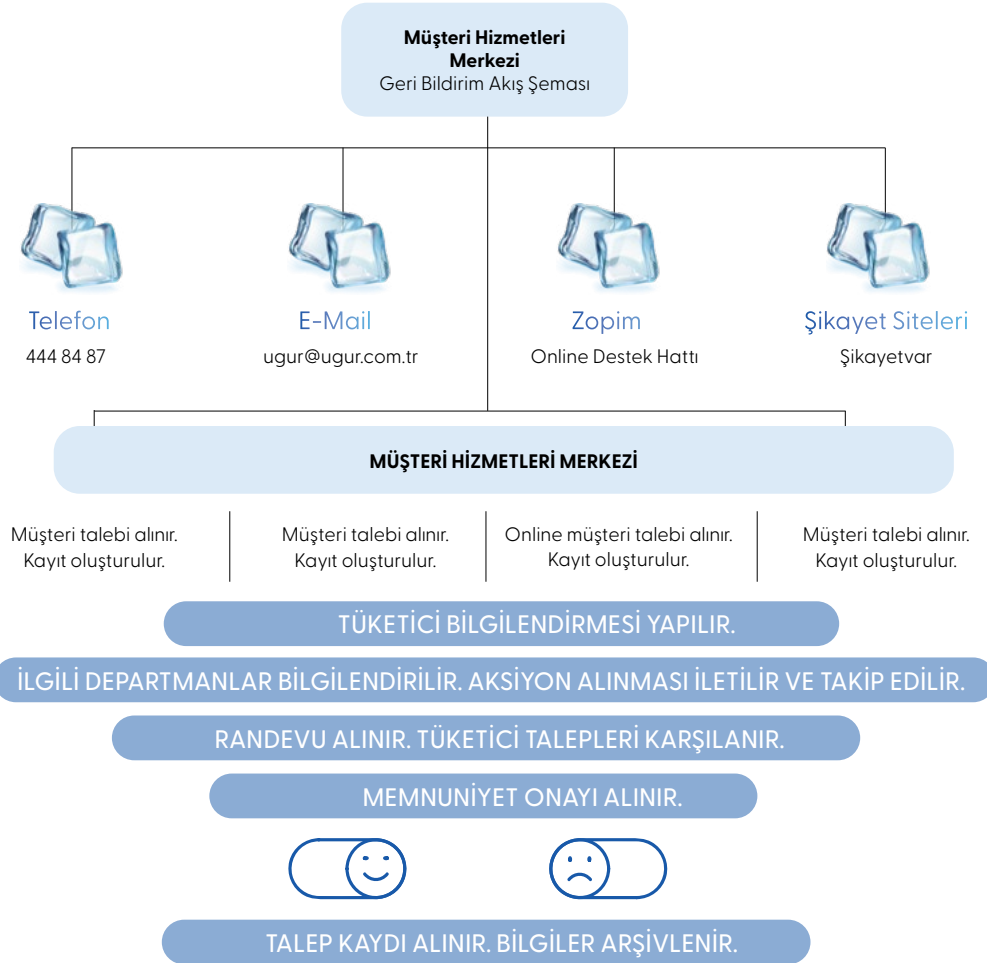 Müşteri Hizmetleri
Merkezi
Geri Bildirim Akış Şeması
Telefon
444 84 87
E-Mail
ugur@ugur.com.tr
Zopim
Online Destek Hattı
Şikayet Siteleri
Şikayetvar
MÜŞTERİ HİZMETLERİ MERKEZİ
Müşteri talebi alınır.
Kayıt oluşturulur.
Müşteri talebi alınır.
Kayıt oluşturulur.
Online müşteri talebi alınır.
Kayıt oluşturulur.
Müşteri talebi alınır.
Kayıt oluşturulur.
TÜKETİCİ BİLGİLENDİRMESİ YAPILIR.
İLGİLİ DEPARTMANLAR BİLGİLENDİRİLİR. AKSİYON ALINMASI İLETİLİR VE TAKİP EDİLİR.
RANDEVU ALINIR. TÜKETİCİ TALEPLERİ KARŞILANIR.
MEMNUNİYET ONAYI ALINIR.
TALEP KAYDI ALINIR. BİLGİLER ARŞİVLENİR.